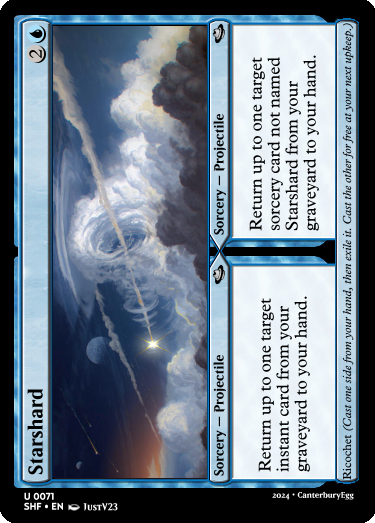 Starshard
2
Sorcery — Projectile
Return up to one target
instant card from your
graveyard to your hand.
Sorcery — Projectile
Return up to one target
sorcery card not named
Starshard from your
graveyard to your hand.
Ricochet (Cast one side from your hand, then exile it. Cast the other for free at your next upkeep.)
U 0071
SHF • EN JustV23
2024 • CanterburyEgg